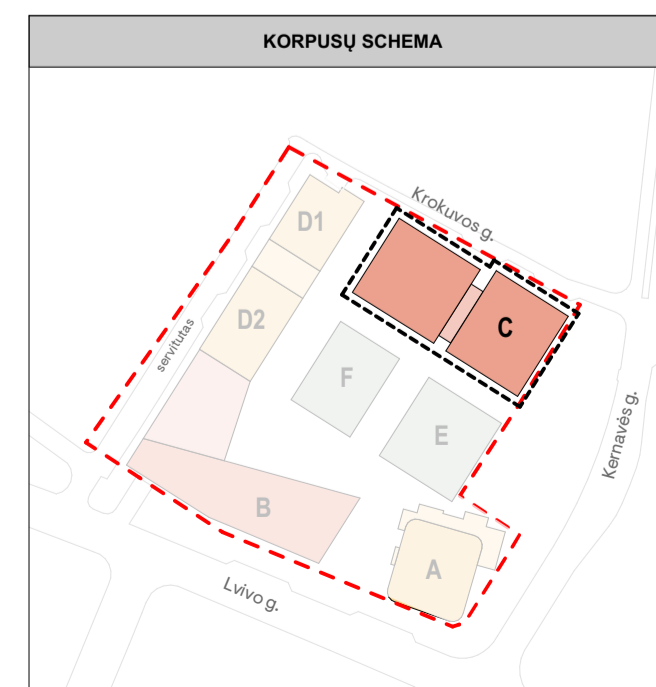 KORPUSŲ SCHEMA
Krokuvos g.
D1
C
D2
servitutas
F
E
Kernavės g.
B
A
Lvivo g.